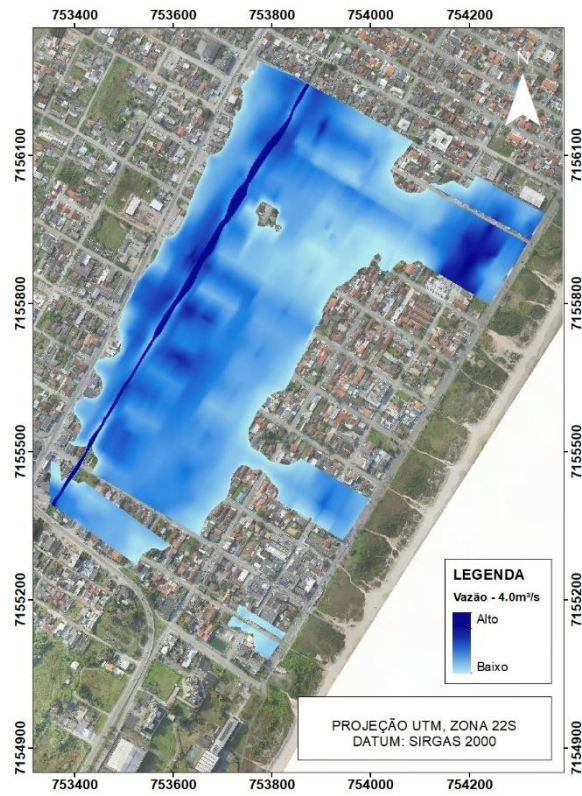 753400 753600 753800 754000 754200
N
7156100
7155800
7155500
7155200
7154900
LEGENDA
Vazão - 4.0m³/s
Alto
Baixo
PROJEÇÃO UTM, ZONA 22S
DATUM: SIRGAS 2000
753400 753600 753800 754000 754200
7156100
7155800
7155500
7155200
7154900